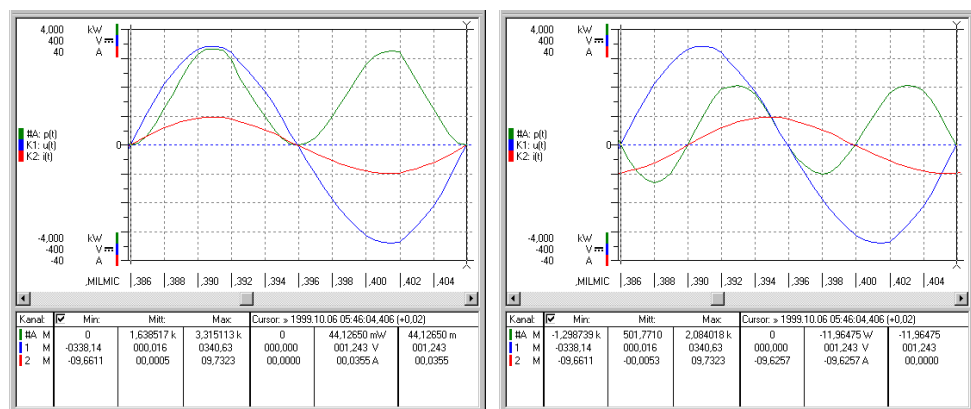 4,000 kW
400 V
40 A
#A: p(t)
K1: u(t)
K2: i(t)
0
-4,000 kW
-400 V
-40 A
,MILMIC ,386 ,388 ,390 ,392 ,394 ,396 ,398 ,400 ,402 ,404
Kanal: Min: Mitt: Max: Cursor: » 1999.10.06 05:46:04,406 (+0,02)
#A M 0 1,638517 k 3,315113 k 0 44,12650 mW 44,12650 m
1 M -0338,14 000,016 0340,63 000,000 001,243 V 001,243
2 M -09,6611 00,0005 09,7323 00,0000 00,0355 A 00,0355
4,000 kW
400 V
40 A
#A: p(t)
K1: u(t)
K2: i(t)
0
-4,000 kW
-400 V
-40 A
,MILMIC ,386 ,388 ,390 ,392 ,394 ,396 ,398 ,400 ,402 ,404
Kanal: Min: Mitt: Max: Cursor: » 1999.10.06 05:46:04,406 (+0,02)
#A M -1,298739 k 501,7710 2,084018 k 0 -11,96475 W -11,96475
1 M -0338,14 000,016 0340,63 000,000 001,243 V 001,243
2 M -09,6611 -00,0053 09,7323 -09,6257 -09,6257 A 00,0000